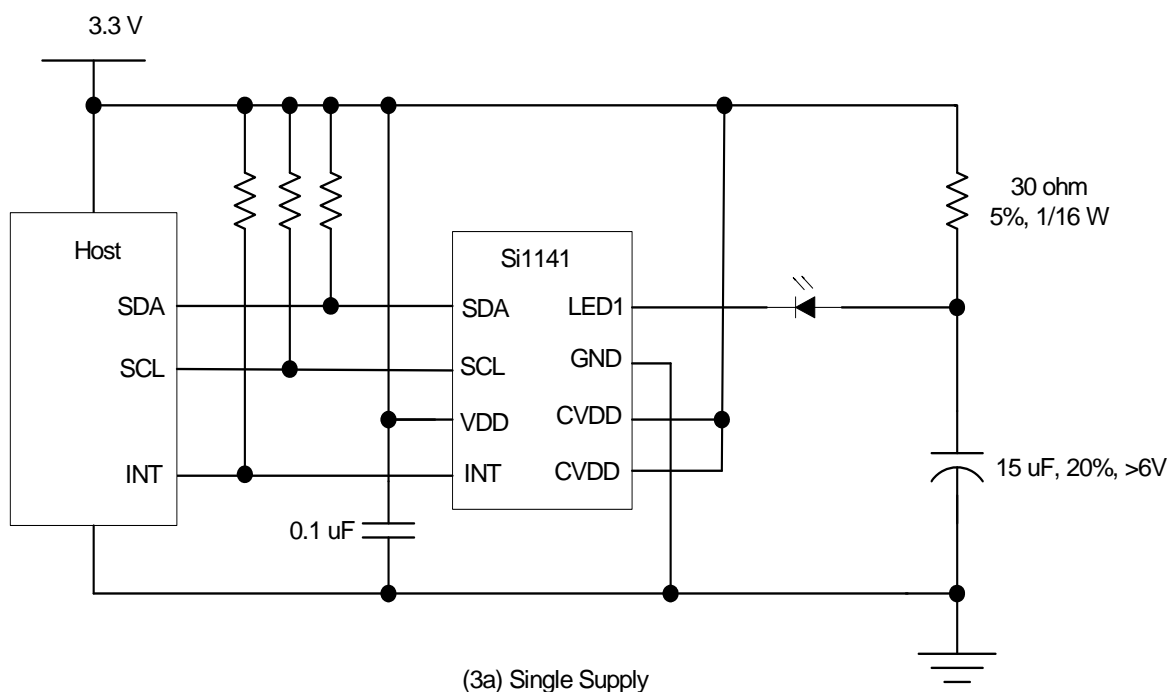 3.3 V
30 ohm
5%, 1/16 W
Host
Si1141
SDA
SDA
LED1
SCL
SCL
GND
VDD
CVDD
INT
INT
CVDD
15 uF, 20%, >6V
0.1 uF
(3a) Single Supply